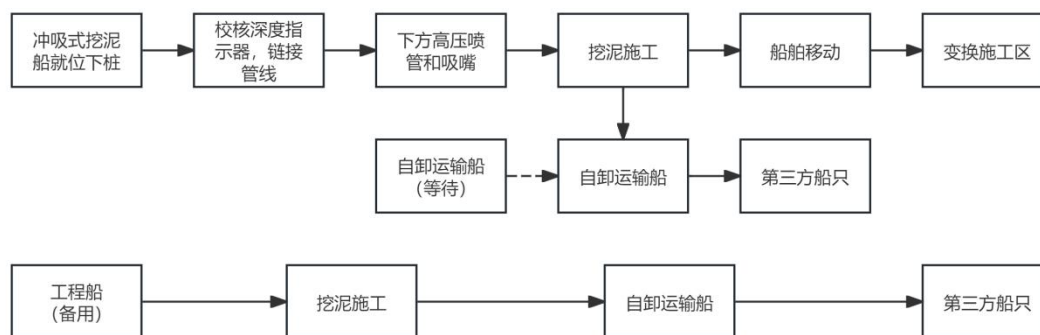 冲吸式挖泥
船就位下桩
校核深度指
示器，链接
管线
下方高压喷
管和吸嘴
挖泥施工
船舶移动
变换施工区
自卸运输船
（等待）
自卸运输船
第三方船只
工程船
（备用）
挖泥施工
自卸运输船
第三方船只